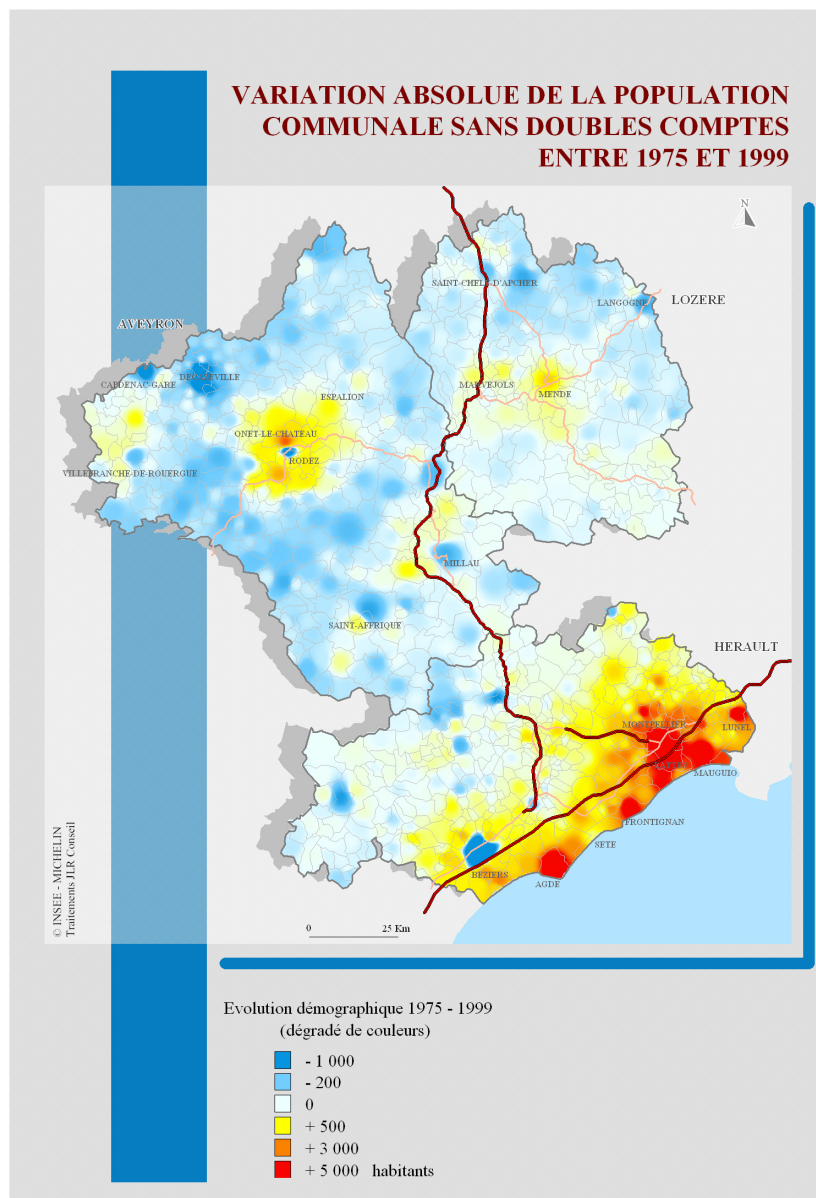 VARIATION ABSOLUE DE LA POPULATION
COMMUNALE SANS DOUBLES COMPTES
ENTRE 1975 ET 1999
N
SAINT-CHELY-D'APCHER
LANGOGNE
LOZERE
AVEYRON
CAPDENAC-GARE
DECAZEVILLE
ESPALION
MARVEJOLS
MENDE
ONET-LE-CHATEAU
RODEZ
VILLEFRANCHE-DE-ROUERGUE
MILLAU
SAINT-AFFRIQUE
HERAULT
MONTPELLIER
LUNEL
LATTES
MAUGUIO
FRONTIGNAN
SETE
BEZIERS
AGDE
© INSEE - MICHELIN
Traitements JLR Conseil
0 25 Km
Evolution démographique 1975 - 1999
(dégradé de couleurs)
- 1 000
- 200
0
+ 500
+ 3 000
+ 5 000 habitants